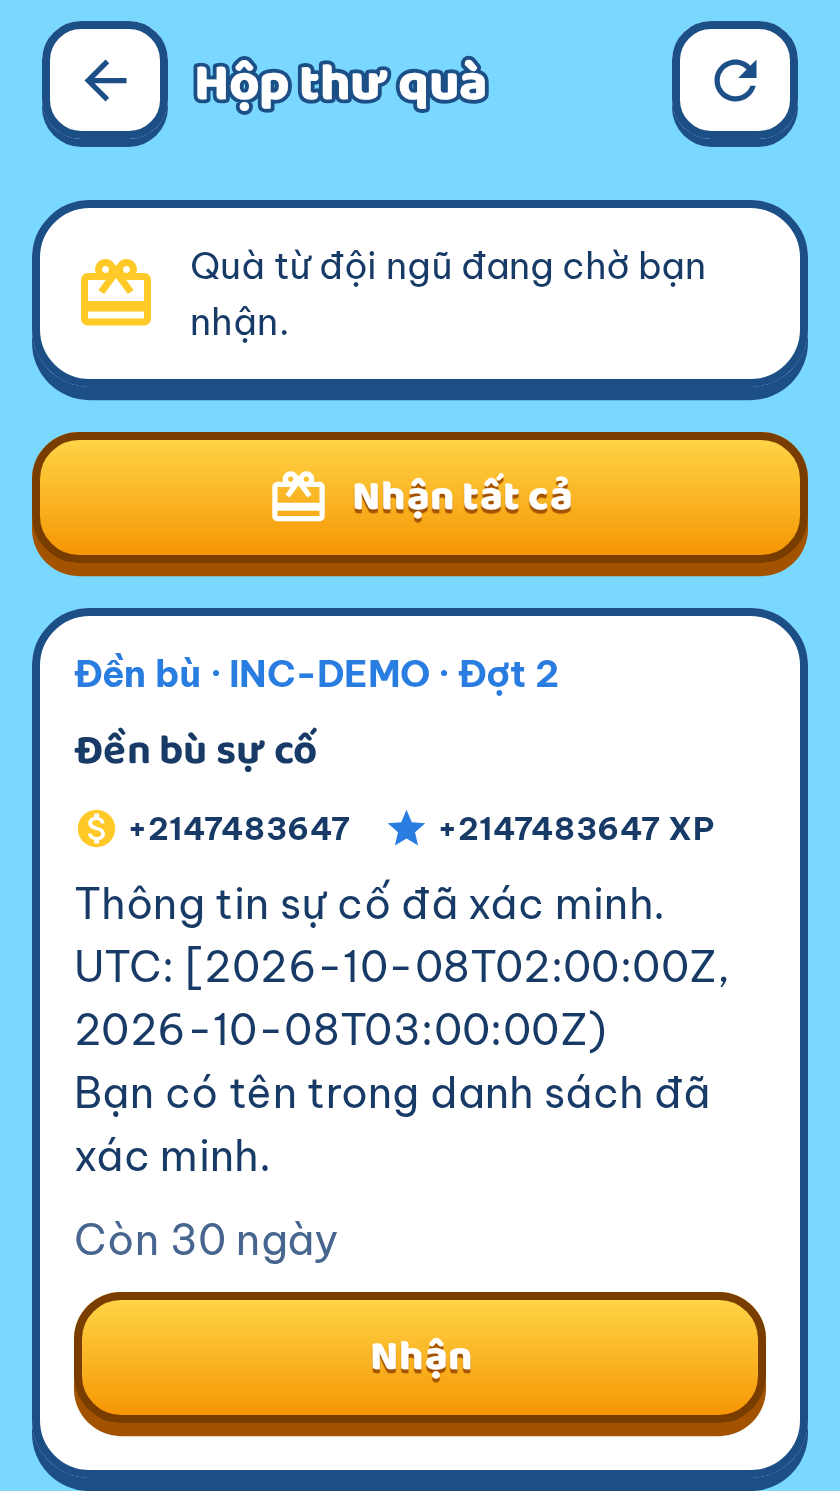 Hộp thư quà
Quà từ đội ngũ đang chờ bạn
nhận.
Nhận tất cả
Đền bù · INC-DEMO · Đợt 2
Đền bù sự cố
+2147483647 +2147483647 XP
Thông tin sự cố đã xác minh.
UTC: [2026-10-08T02:00:00Z,
2026-10-08T03:00:00Z)
Bạn có tên trong danh sách đã
xác minh.
Còn 30 ngày
Nhận